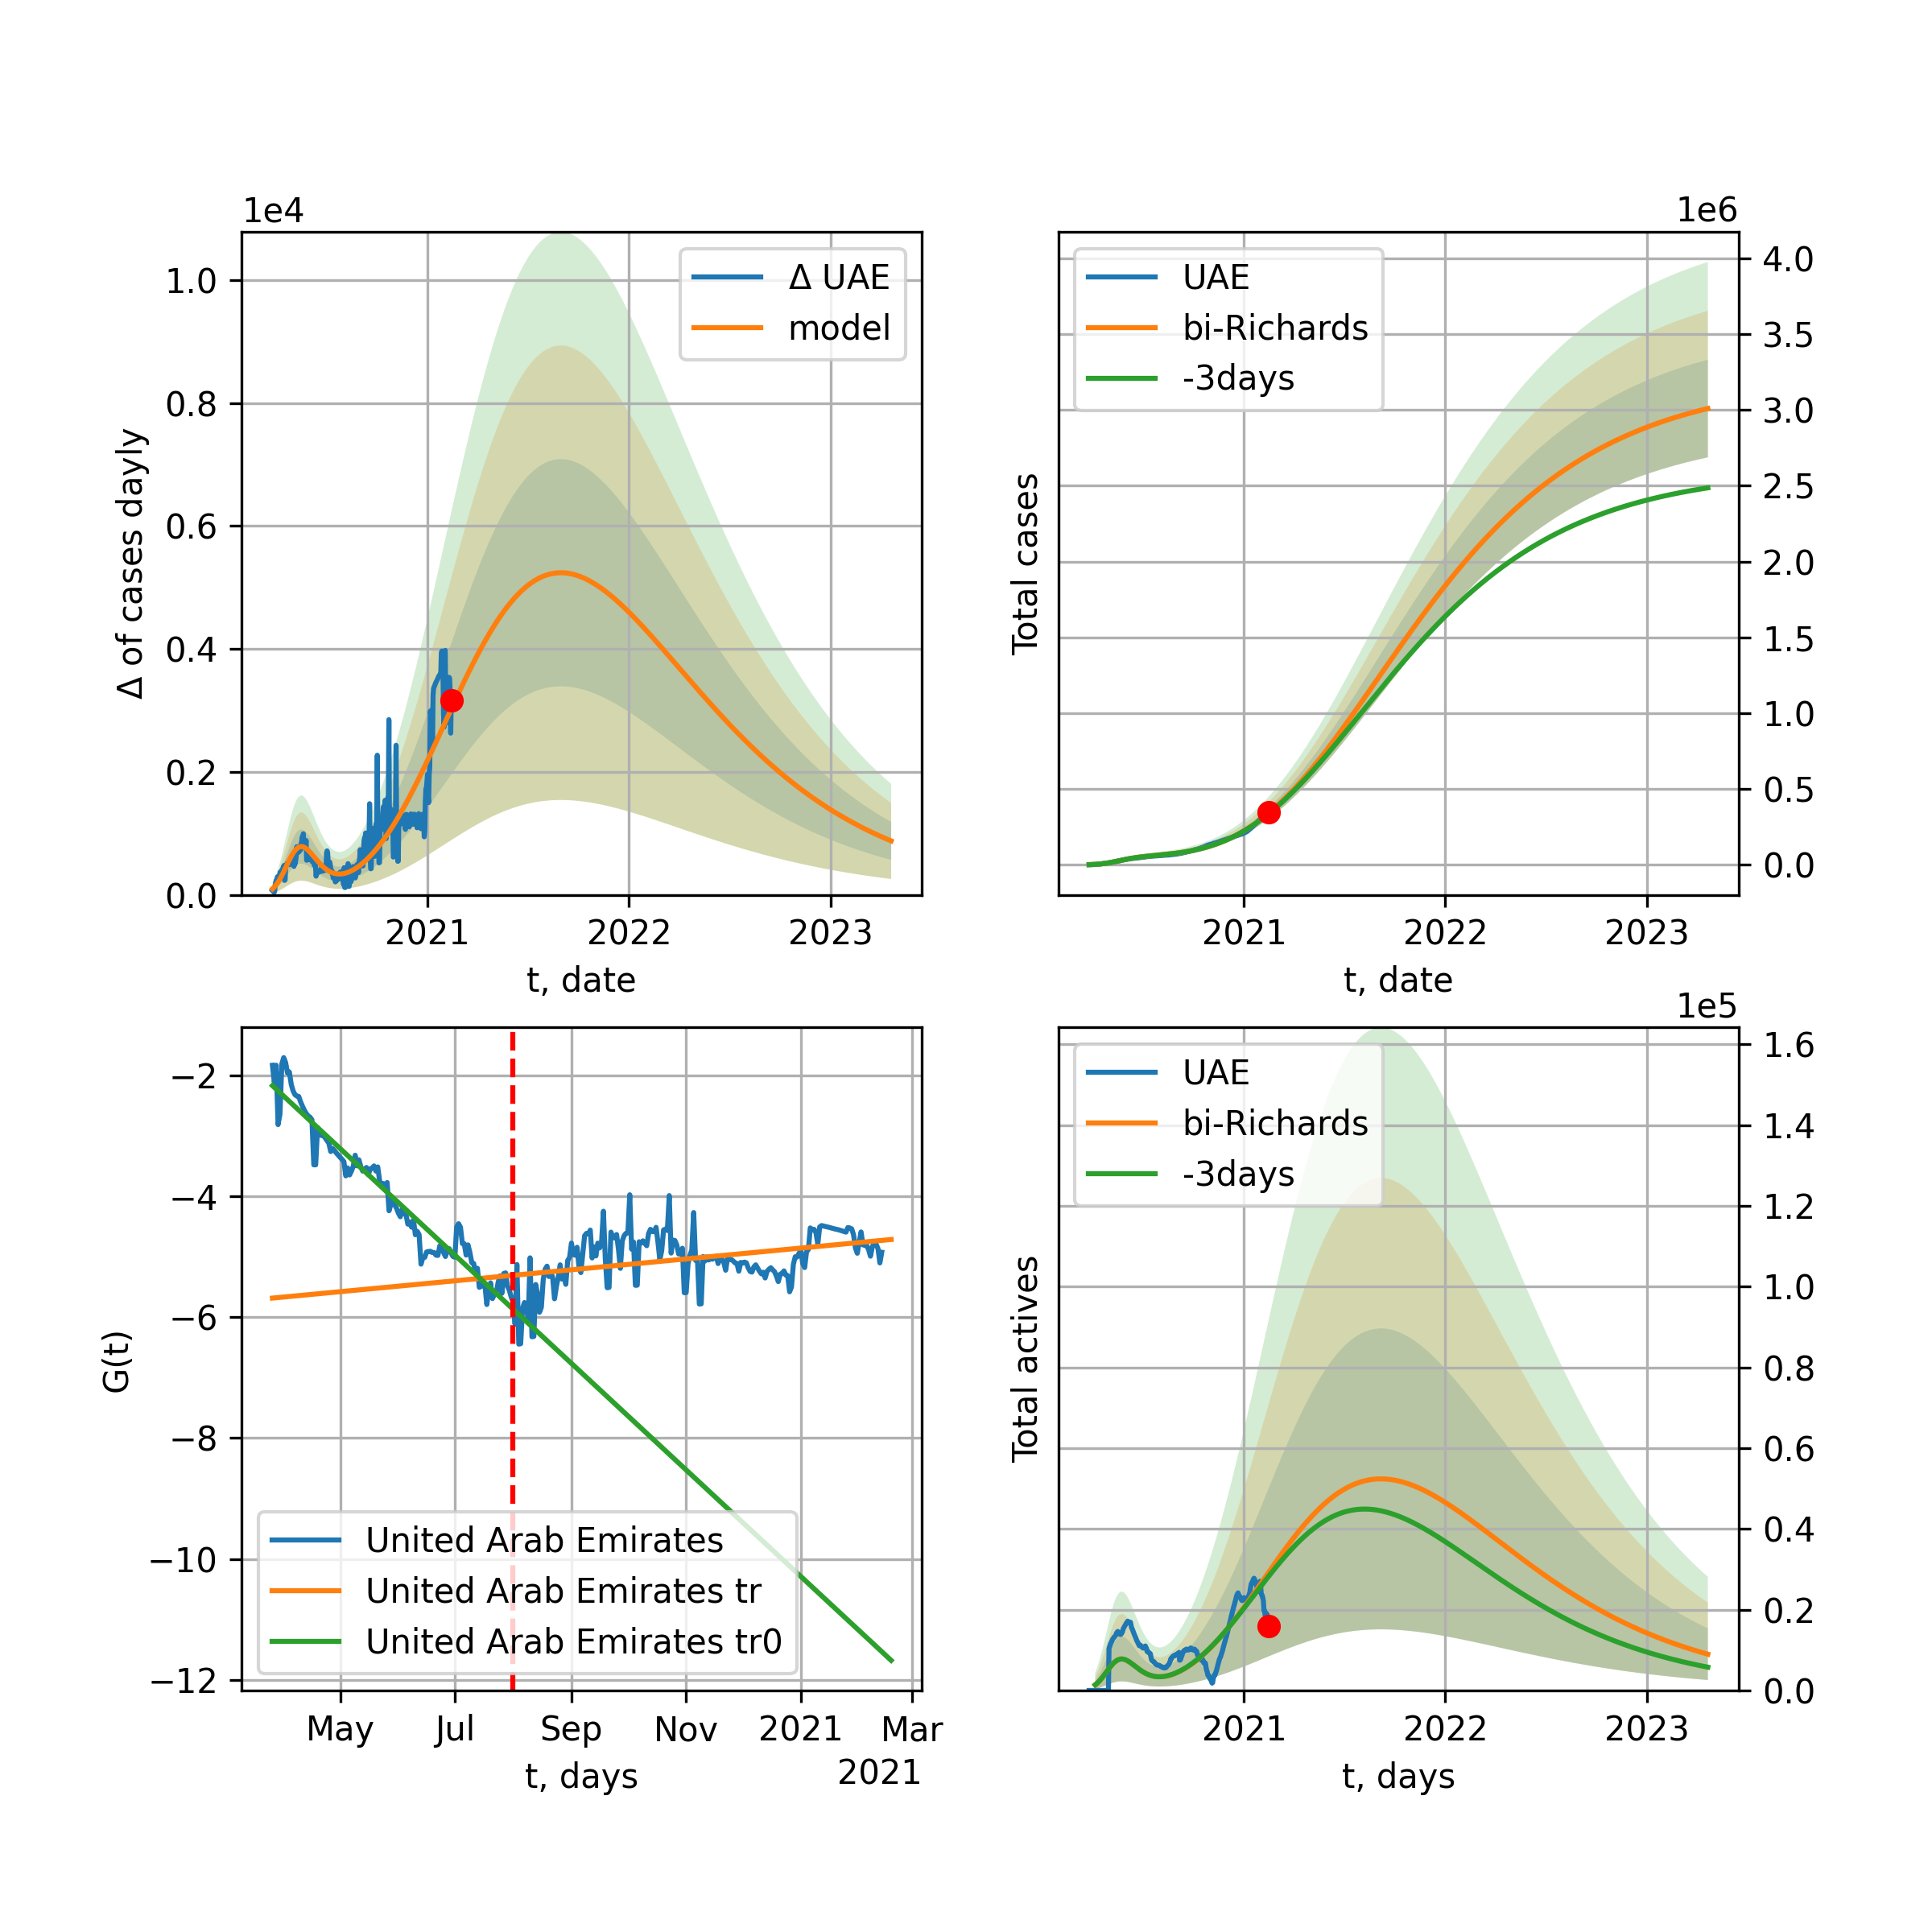 1e4
Δ of cases dayly
1.0
0.8
0.6
0.4
0.2
0.0
Δ UAE
model
2021 2022 2023
t, date
1e6
Total cases
UAE
bi-Richards
-3days
4.0
3.5
3.0
2.5
2.0
1.5
1.0
0.5
0.0
2021 2022 2023
t, date
G(t)
−2
−4
−6
−8
−10
−12
United Arab Emirates
United Arab Emirates tr
United Arab Emirates tr0
May Jul Sep Nov 2021 Mar
2021
t, days
1e5
Total actives
UAE
bi-Richards
-3days
1.6
1.4
1.2
1.0
0.8
0.6
0.4
0.2
0.0
2021 2022 2023
t, days